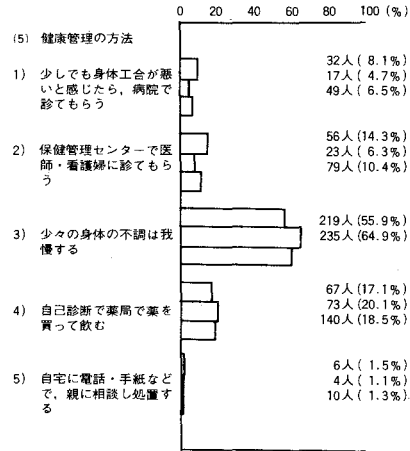 0 20 40 60 80 100 (%)
(5) 健康管理の方法
1) 少しでも身体工合が悪
いと感じたら，病院で
診てもらう
32人( 8.1%)
17人( 4.7%)
49人( 6.5%)
2) 保健管理センターで医
師・看護婦に診てもら
う
56人(14.3%)
23人( 6.3%)
79人(10.4%)
3) 少々の身体の不調は我
慢する
219人(55.9%)
235人(64.9%)
4) 自己診断で薬局で薬を
買って飲む
67人(17.1%)
73人(20.1%)
140人(18.5%)
5) 自宅に電話・手紙など
で，親に相談し処置す
る
6人( 1.5%)
4人( 1.1%)
10人( 1.3%)